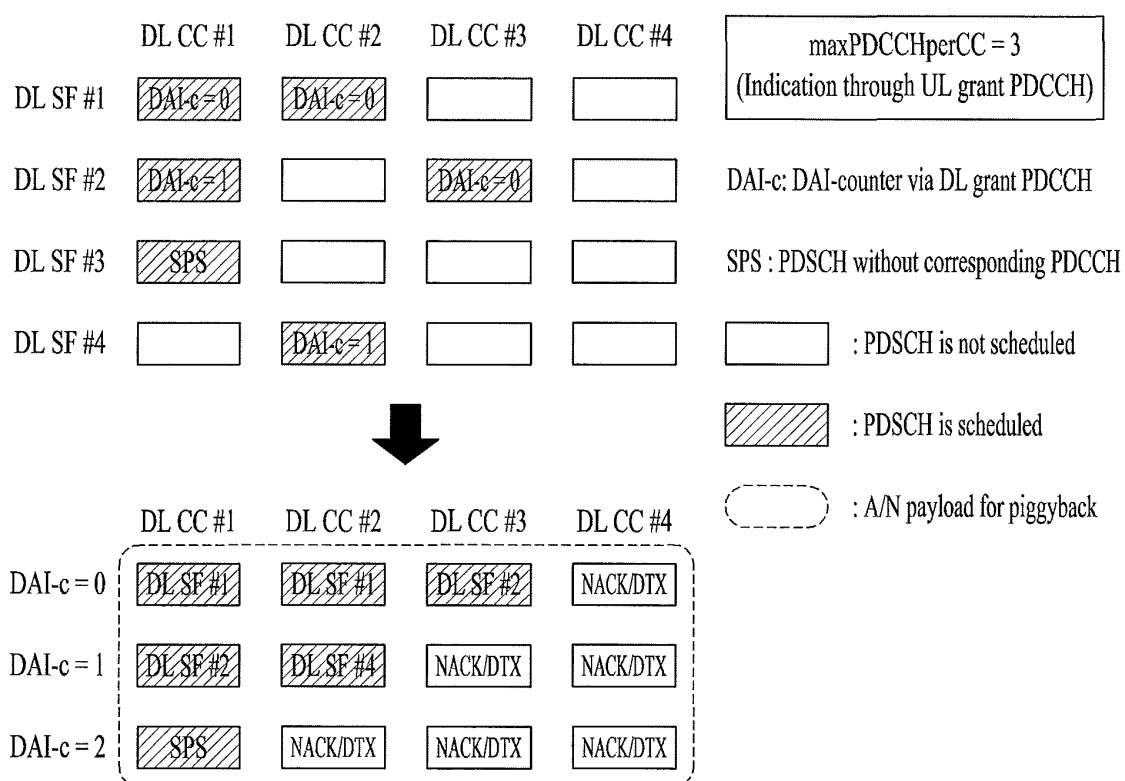 DL CC #1 DL CC #2 DL CC #3 DL CC #4
maxPDCCHperCC = 3
(Indication through UL grant PDCCH)
DL SF #1 DAI-c = 0 DAI-c = 0
DL SF #2 DAI-c = 1 DAI-c = 0
DAI-c: DAI-counter via DL grant PDCCH
DL SF #3 SPS
SPS : PDSCH without corresponding PDCCH
DL SF #4 DAI-c = 1
: PDSCH is not scheduled
: PDSCH is scheduled
: A/N payload for piggyback
DL CC #1 DL CC #2 DL CC #3 DL CC #4
DAI-c = 0 DL SF #1 DL SF #1 DL SF #2 NACK/DTX
DAI-c = 1 DL SF #2 DL SF #4 NACK/DTX NACK/DTX
DAI-c = 2 SPS NACK/DTX NACK/DTX NACK/DTX